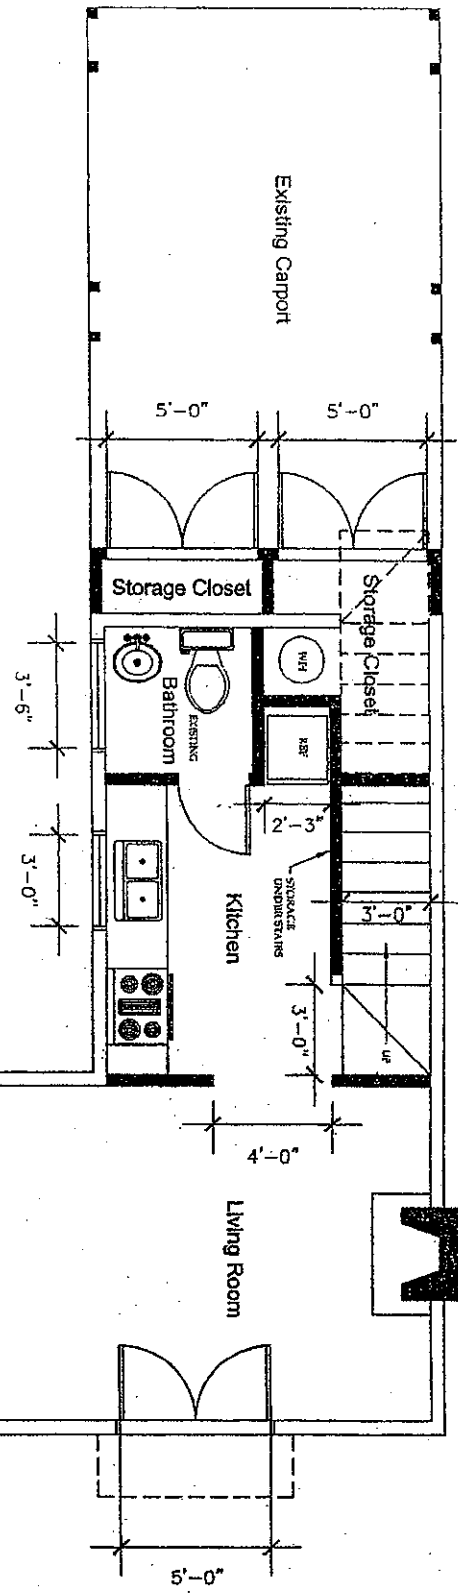 Existing Carport
5'-0"
5'-0"
Storage Closet
Storage Closet
WH
3'-6"
Bathroom
EXISTING
REF
2'-3"
3'-0"
Kitchen
STORAGE
UNDER STAIRS
3'-0"
3'-0"
UP
4'-0"
Living Room
5'-0"